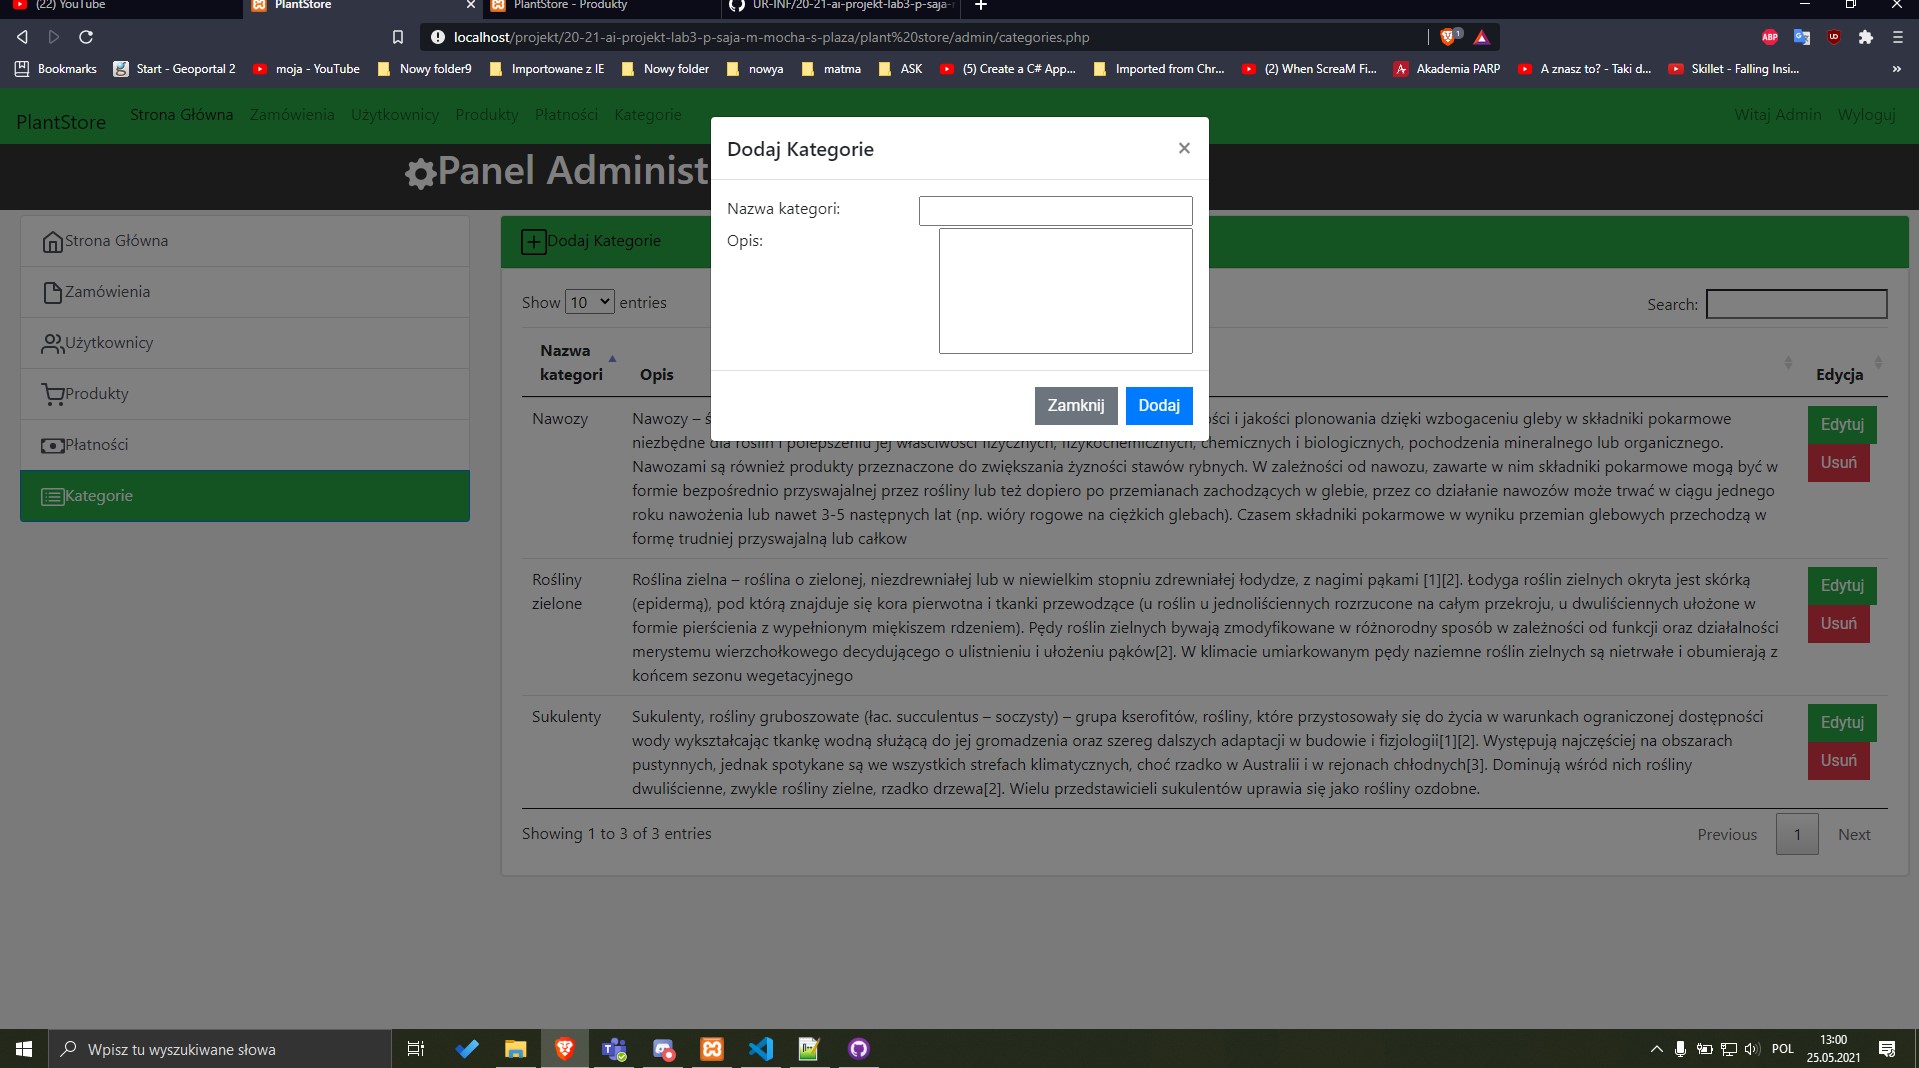 (22) YouTube
PlantStore
PlantStore - Produkty
UR-INF/20-21-ai-projekt-lab3-p-saja-
localhost/projekt/20-21-ai-projekt-lab3-p-saja-m-mocha-s-plaza/plant%20store/admin/categories.php
1
ABP
Bookmarks
Start - Geoportal 2
moja - YouTube
Nowy folder9
Importowane z IE
Nowy folder
nowya
matma
ASK
(5) Create a C# App...
Imported from Chr...
(2) When ScreaM Fi...
Akademia PARP
A znasz to? - Taki d...
Skillet - Falling Insi...
»
PlantStore
Strona Główna
Zamówienia
Użytkownicy
Produkty
Płatności
Kategorie
Witaj Admin
Wyloguj
Panel Administ
Strona Główna
Zamówienia
Użytkownicy
Produkty
Płatności
Kategorie
Dodaj Kategorie
×
Nazwa kategori:
Opis:
Zamknij
Dodaj
Dodaj Kategorie
Show 10 entries
Search:
Nazwa
kategori
Opis
Edycja
Nawozy
Nawozy –
ści i jakości plonowania dzięki wzbogaceniu gleby w składniki pokarmowe
niezbędne dla roślin i polepszeniu jej właściwości fizycznych, fizykochemicznych, chemicznych i biologicznych, pochodzenia mineralnego lub organicznego.
Nawozami są również produkty przeznaczone do zwiększania żyzności stawów rybnych. W zależności od nawozu, zawarte w nim składniki pokarmowe mogą być w
formie bezpośrednio przyswajalnej przez rośliny lub też dopiero po przemianach zachodzących w glebie, przez co działanie nawozów może trwać w ciągu jednego
roku nawożenia lub nawet 3-5 następnych lat (np. wióry rogowe na ciężkich glebach). Czasem składniki pokarmowe w wyniku przemian glebowych przechodzą w
formę trudniej przyswajalną lub całkow
Edytuj
Usuń
Rośliny
zielone
Roślina zielna – roślina o zielonej, niezdrewniałej lub w niewielkim stopniu zdrewniałej łodydze, z nagimi pąkami [1][2]. Łodyga roślin zielnych okryta jest skórką
(epidermą), pod którą znajduje się kora pierwotna i tkanki przewodzące (u roślin u jednoliściennych rozrzucone na całym przekroju, u dwuliściennych ułożone w
formie pierścienia z wypełnionym miękiszem rdzeniem). Pędy roślin zielnych bywają zmodyfikowane w różnorodny sposób w zależności od funkcji oraz działalności
merystemu wierzchołkowego decydującego o ulistnieniu i ułożeniu pąków[2]. W klimacie umiarkowanym pędy naziemne roślin zielnych są nietrwałe i obumierają z
końcem sezonu wegetacyjnego
Edytuj
Usuń
Sukulenty
Sukulenty, rośliny gruboszowate (łac. succulentus – soczysty) – grupa kserofitów, rośliny, które przystosowały się do życia w warunkach ograniczonej dostępności
wody wykształcając tkankę wodną służącą do jej gromadzenia oraz szereg dalszych adaptacji w budowie i fizjologii[1][2]. Występują najczęściej na obszarach
pustynnych, jednak spotykane są we wszystkich strefach klimatycznych, choć rzadko w Australii i w rejonach chłodnych[3]. Dominują wśród nich rośliny
dwuliścienne, zwykle rośliny zielne, rzadko drzewa[2]. Wielu przedstawicieli sukulentów uprawia się jako rośliny ozdobne.
Edytuj
Usuń
Showing 1 to 3 of 3 entries
Previous
1
Next
Wpisz tu wyszukiwane słowa
POL
13:00
25.05.2021